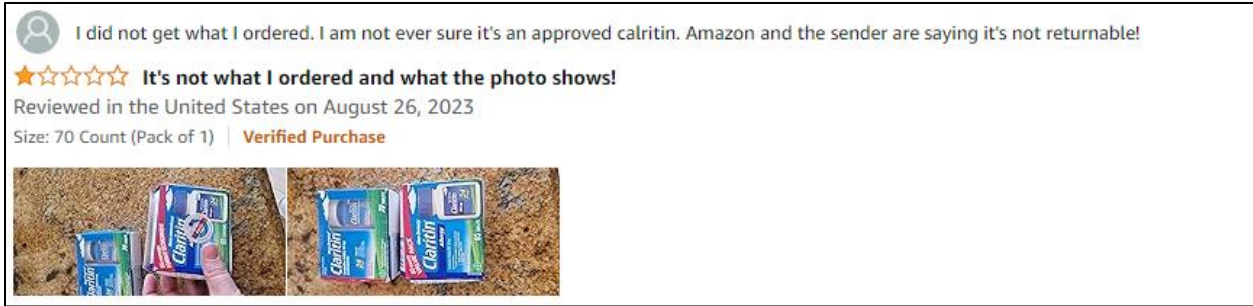 I did not get what I ordered. I am not ever sure it's an approved calritin. Amazon and the sender are saying it's not returnable!
It's not what I ordered and what the photo shows!
Reviewed in the United States on August 26, 2023
Size: 70 Count (Pack of 1) Verified Purchase
Claritin
Claritin
Claritin
Claritin